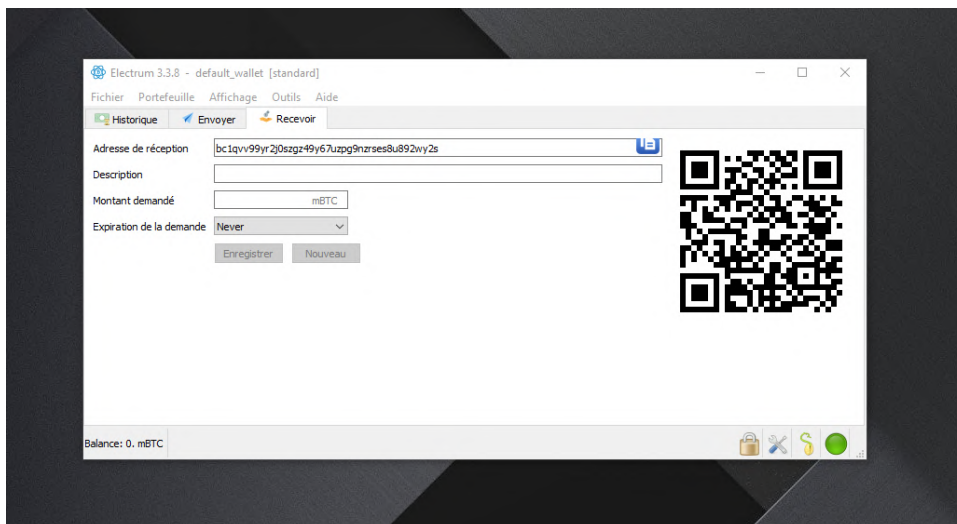 Electrum 3.3.8 - default_wallet [standard]
Fichier Portefeuille Affichage Outils Aide
Historique Envoyer Recevoir
Adresse de réception bc1qvv99yr2j0szgz49y67uzpg9nzrses8u892wy2s
Description
Montant demandé mBTC
Expiration de la demande Never
Enregistrer Nouveau
Balance: 0. mBTC